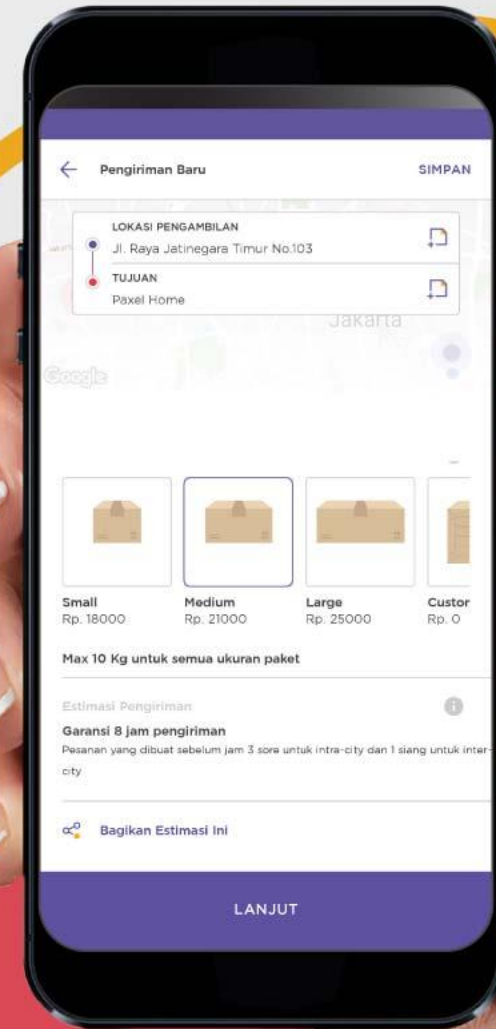 Pengiriman Baru
SIMPAN
LOKASI PENGAMBILAN
Jl. Raya Jatinegara Timur No.103
TUJUAN
Paxel Home
Jakarta
Google
Small
Rp. 18000
Medium
Rp. 21000
Large
Rp. 25000
Custor
Rp. 0
Max 10 Kg untuk semua ukuran paket
Estimasi Pengiriman
Garansi 8 jam pengiriman
Pesanan yang dibuat sebelum jam 3 sore untuk intra-city dan 1 siang untuk inter-
city
Bagikan Estimasi Ini
LANJUT